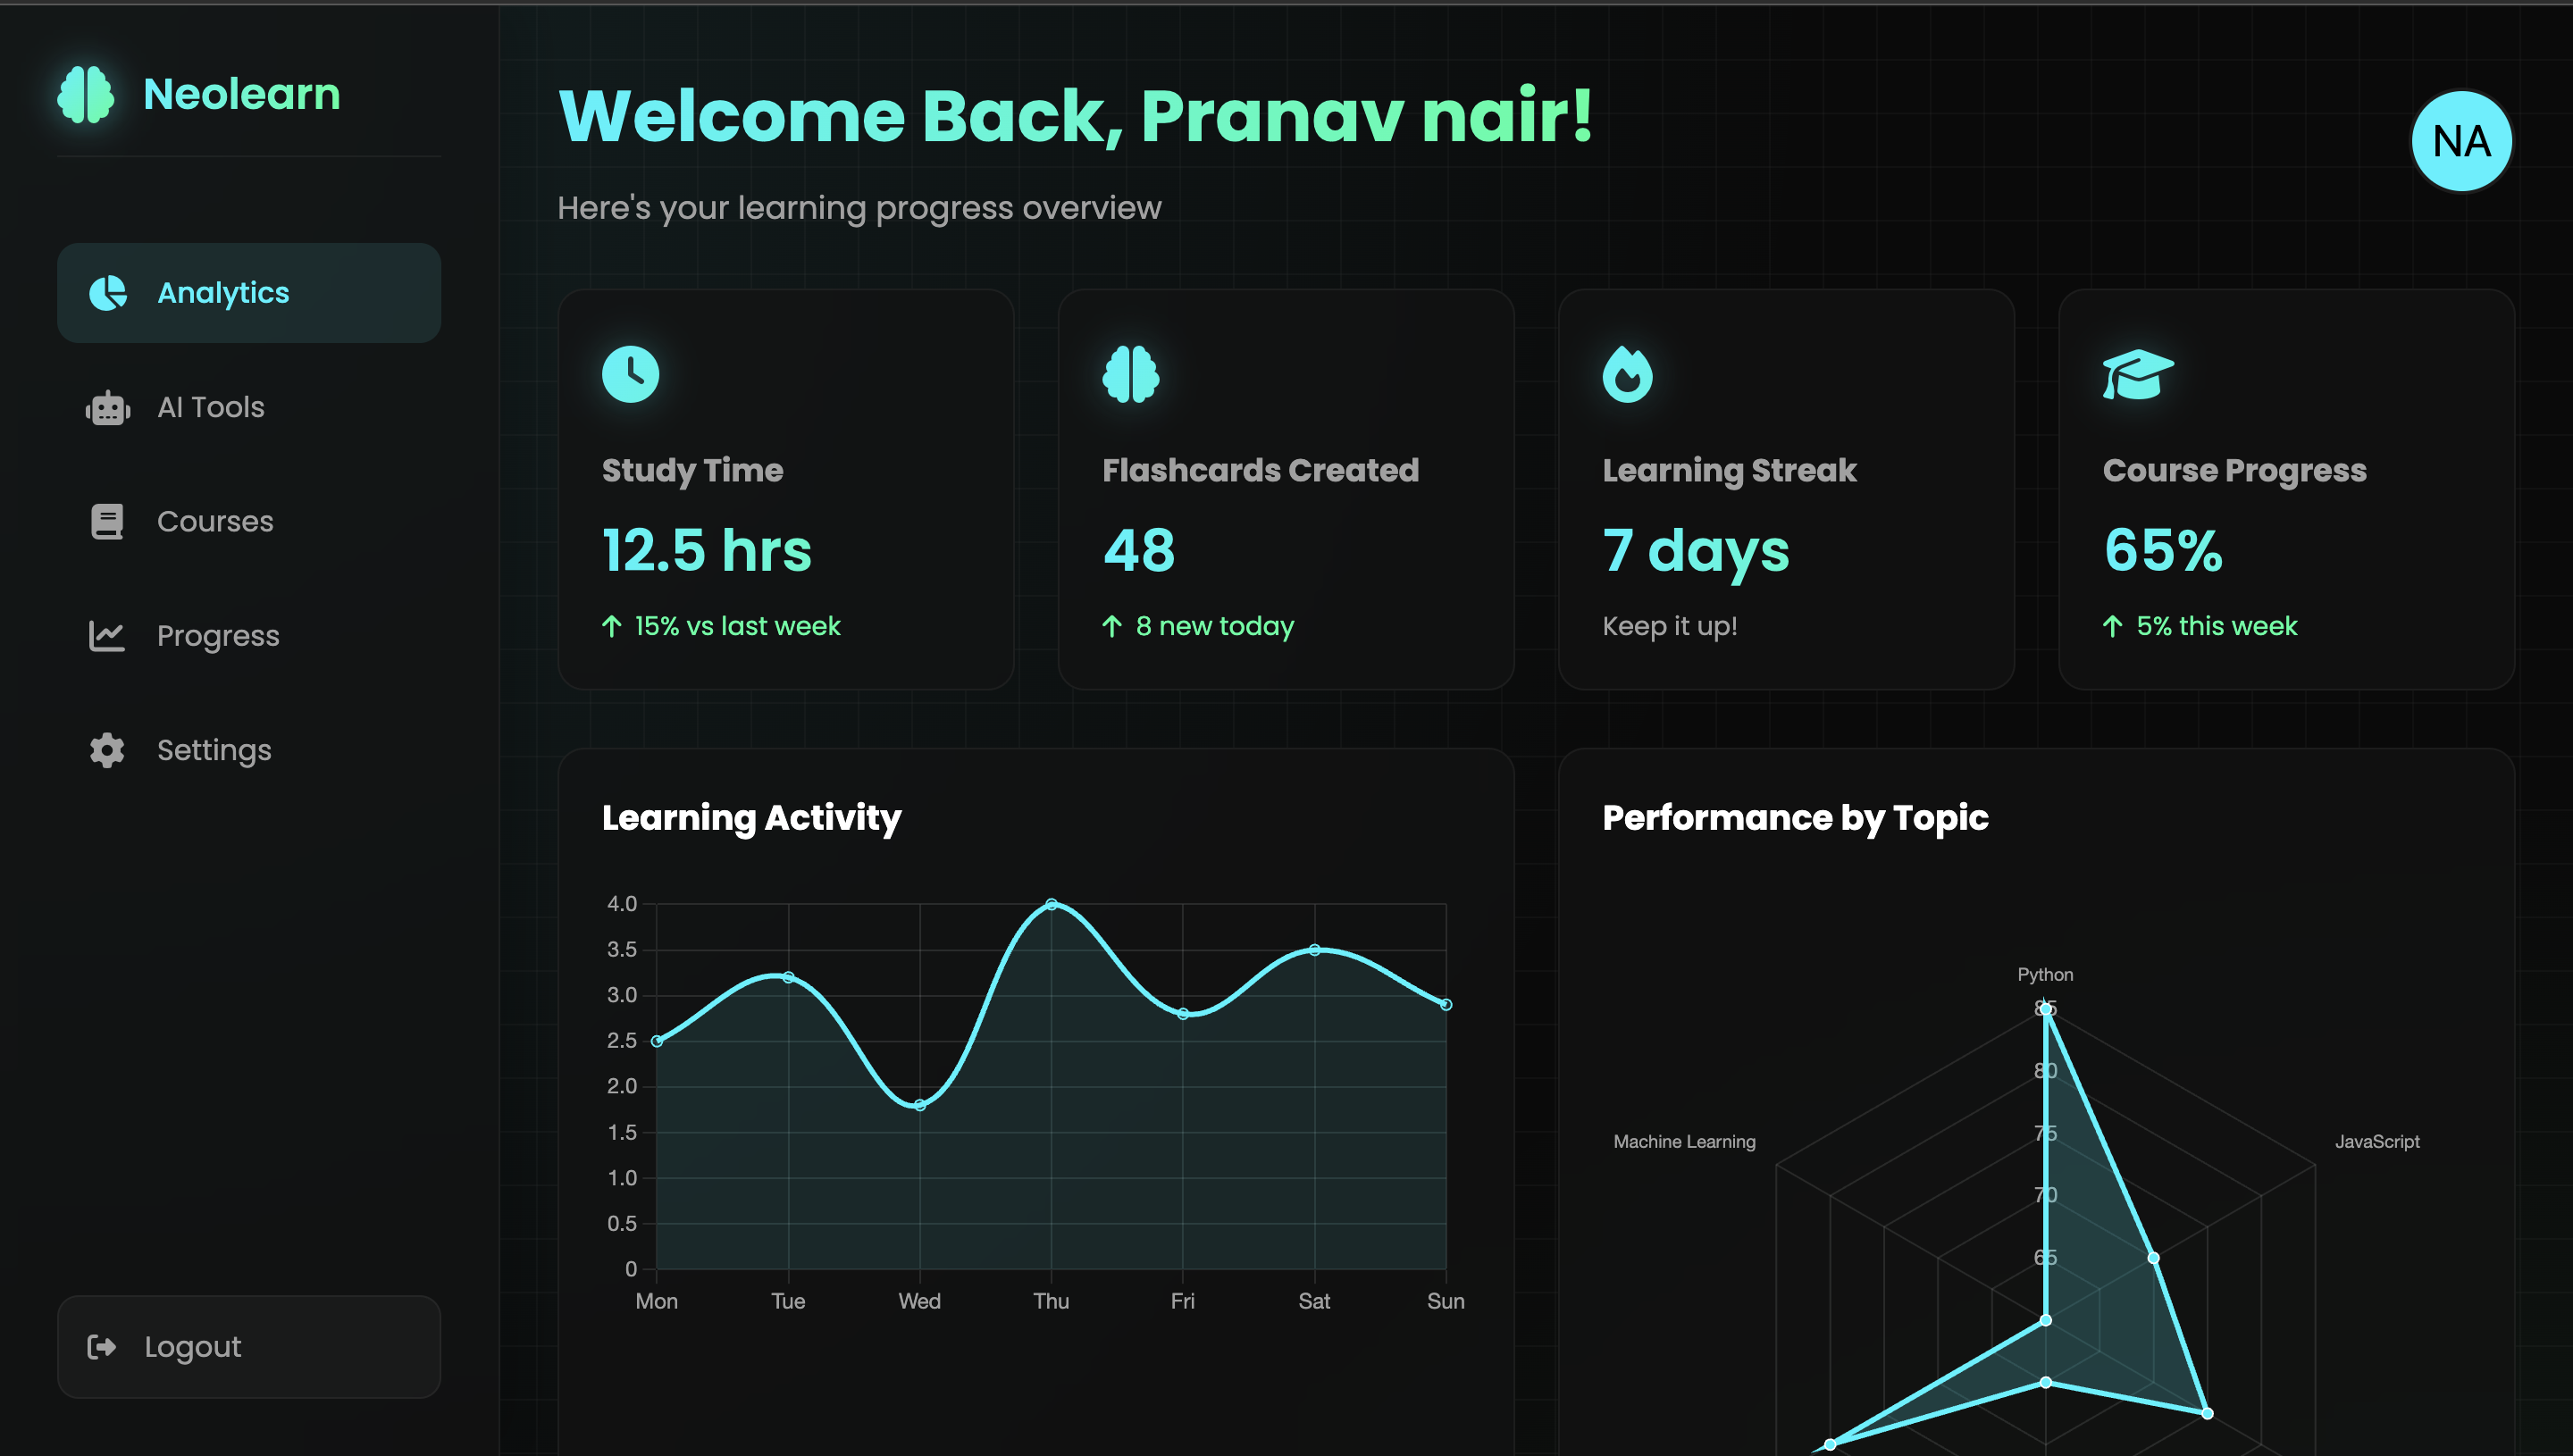 Neolearn
Analytics
AI Tools
Courses
Progress
Settings
Logout
Welcome Back, Pranav nair!
Here's your learning progress overview
NA
Study Time
12.5 hrs
15% vs last week
Flashcards Created
48
8 new today
Learning Streak
7 days
Keep it up!
Course Progress
65%
5% this week
Learning Activity
4.0
3.5
3.0
2.5
2.0
1.5
1.0
0.5
0
Mon Tue Wed Thu Fri Sat Sun
Performance by Topic
Python
85
80
Machine Learning
75
JavaScript
70
65